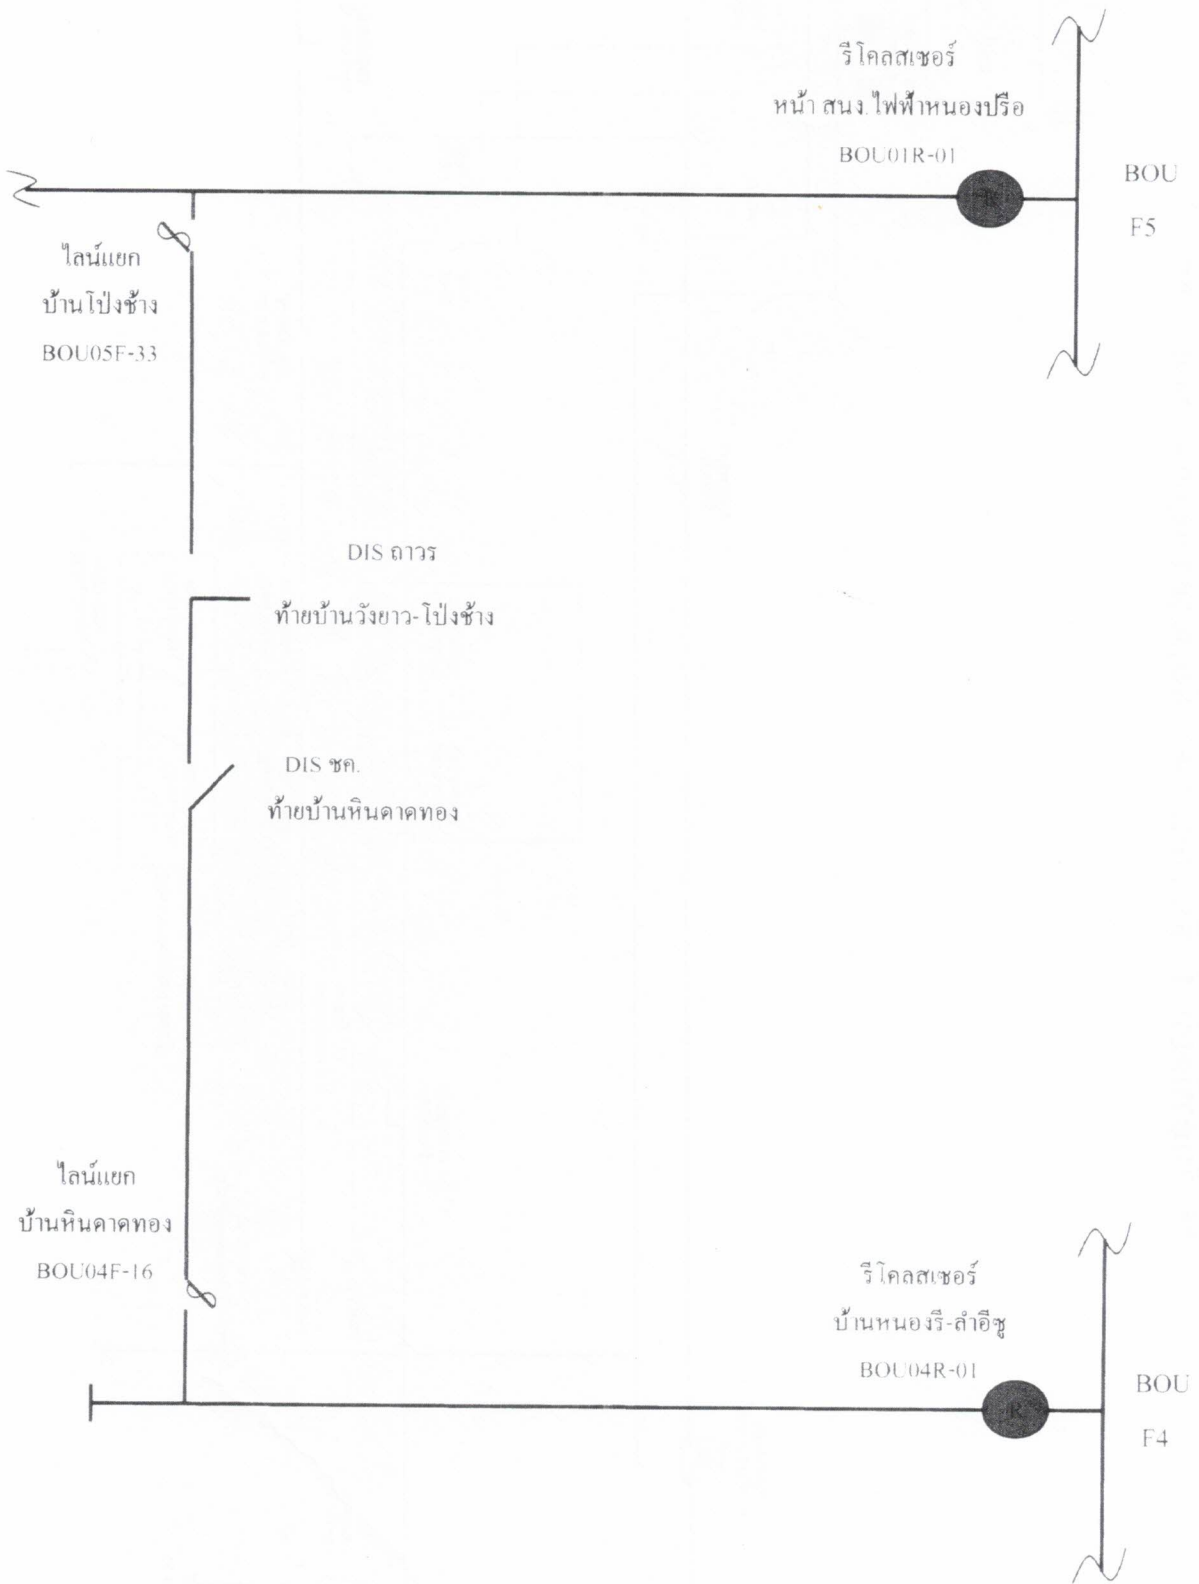 รีโคลสเซอร์
หน้า สนง.ไฟฟ้าหนองปรือ
BOU01R-01
R
BOU
F5
ไลน์แยก
บ้านโป่งช้าง
BOU05F-33
DIS ถาวร
ท้ายบ้านวังยาว-โป่งช้าง
DIS ชค.
ท้ายบ้านหินดาดทอง
ไลน์แยก
บ้านหินดาดทอง
BOU04F-16
รีโคลสเซอร์
บ้านหนองรี-ลำอีซู
BOU04R-01
R
BOU
F4